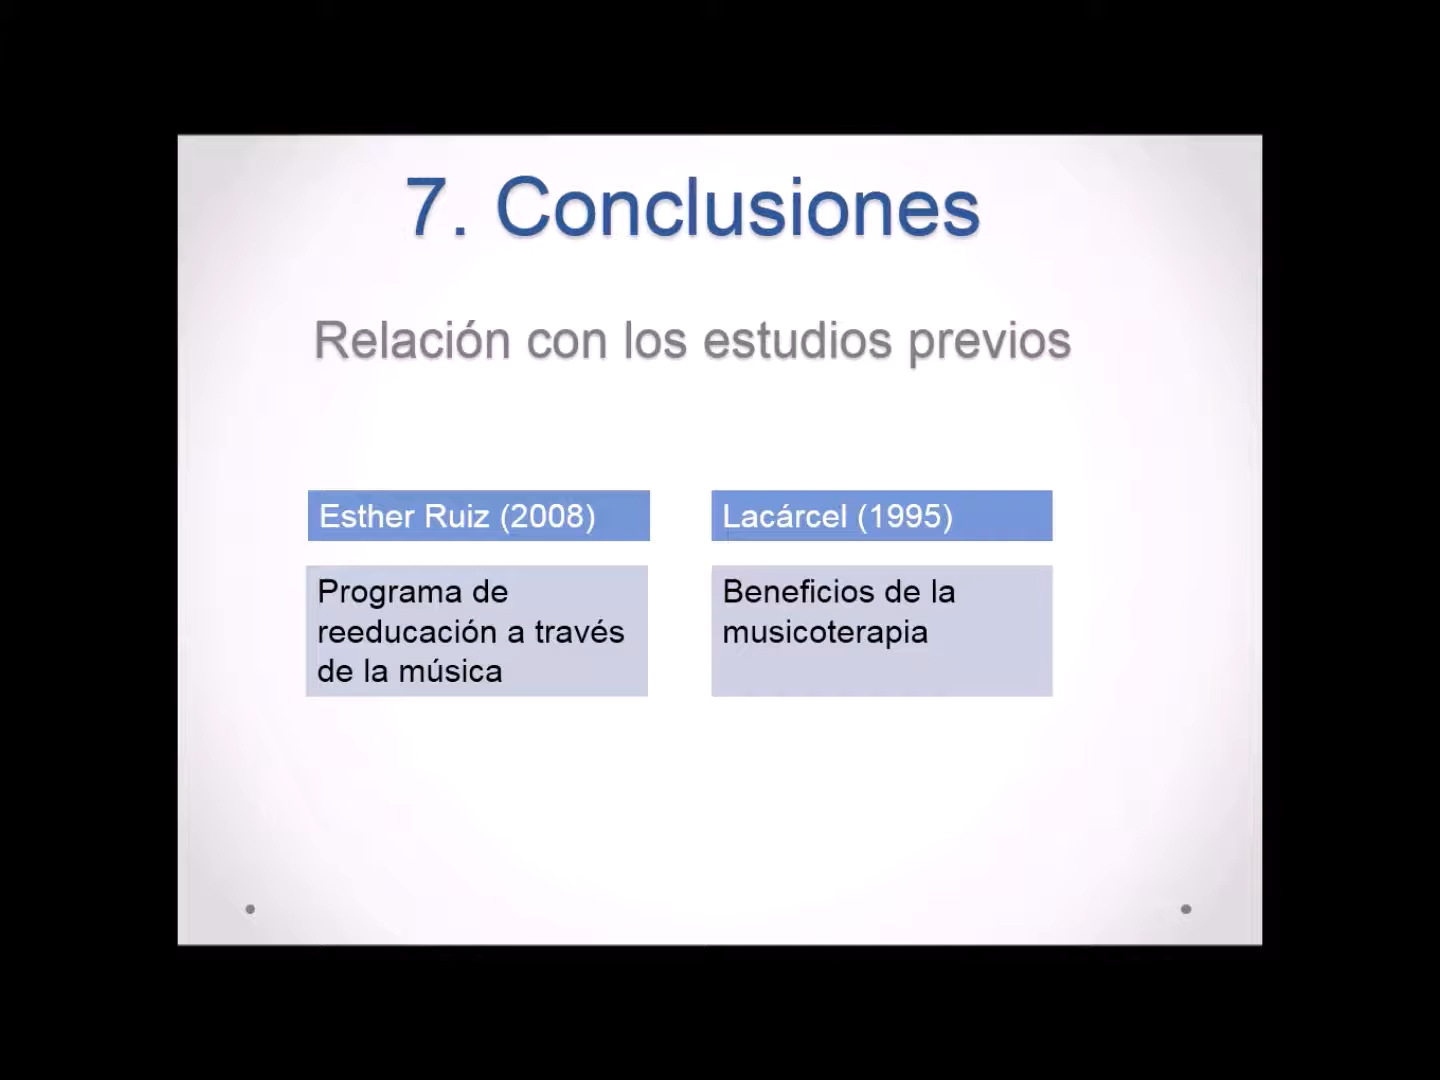 7. Conclusiones
Relación con los estudios previos
Esther Ruiz (2008)
Programa de
reeducación a través
de la música
Lacárcel (1995)
Beneficios de la
musicoterapia